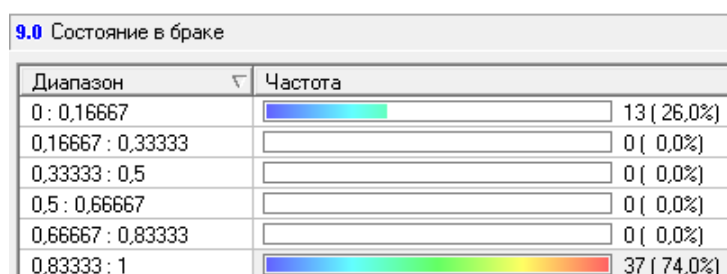 9.0 Состояние в браке
Диапазон Частота
0 : 0,16667 13 ( 26,0%)
0,16667 : 0,33333 0 ( 0,0%)
0,33333 : 0,5 0 ( 0,0%)
0,5 : 0,66667 0 ( 0,0%)
0,66667 : 0,83333 0 ( 0,0%)
0,83333 : 1 37 ( 74,0%)